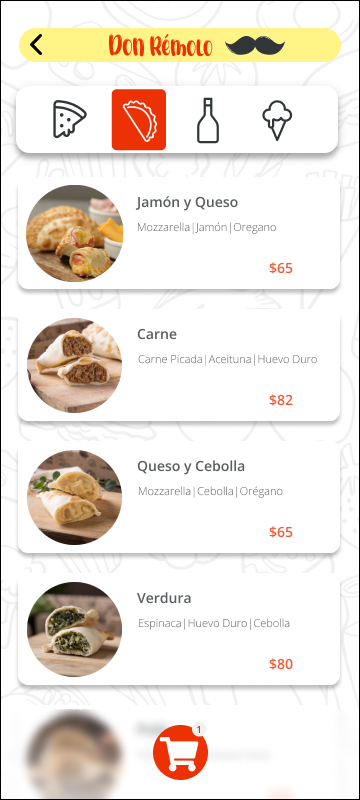 Don Rémolo
Jamón y Queso
Mozzarella|Jamón|Oregano
$65
Carne
Carne Picada|Aceituna|Huevo Duro
$82
Queso y Cebolla
Mozzarella|Cebolla|Orégano
$65
Verdura
Espinaca|Huevo Duro|Cebolla
$80
1